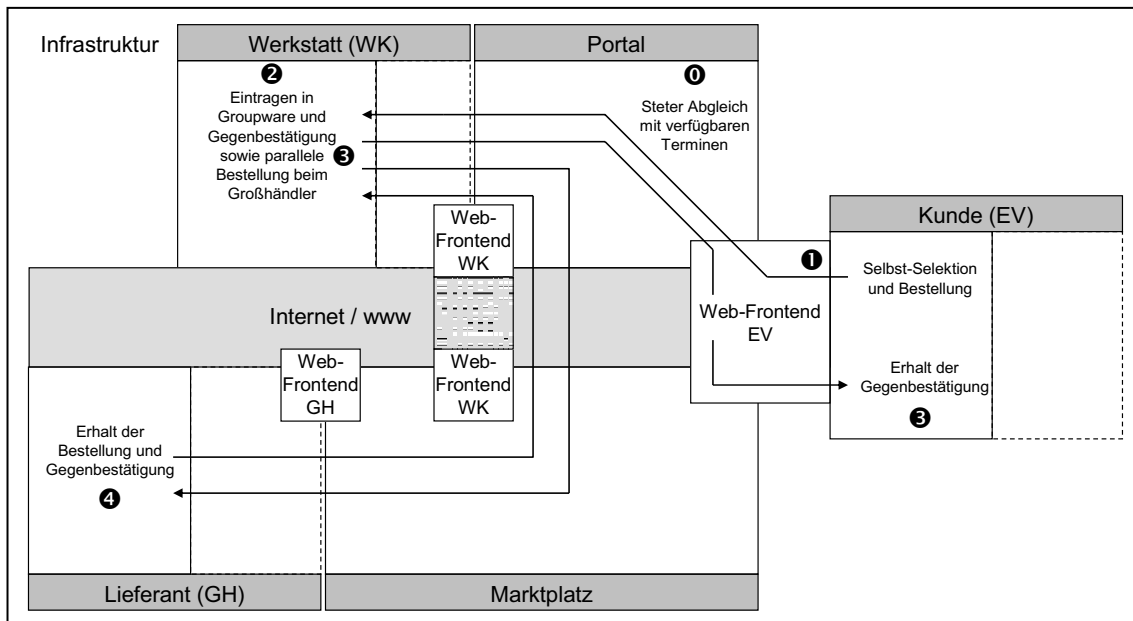 Infrastruktur
Werkstatt (WK)
Portal
❷
Eintragen in
Groupware und
Gegenbestätigung
sowie parallele
❸
Bestellung beim
Großhändler
⓿
Steter Abgleich
mit verfügbaren
Terminen
Kunde (EV)
Web-
Frontend
WK
❶
Selbst-Selektion
und Bestellung
Internet / www
Web-Frontend
EV
Web-
Frontend
GH
Web-
Frontend
WK
Erhalt der
Gegenbestätigung
❸
Erhalt der
Bestellung und
Gegenbestätigung
❹
Lieferant (GH)
Marktplatz